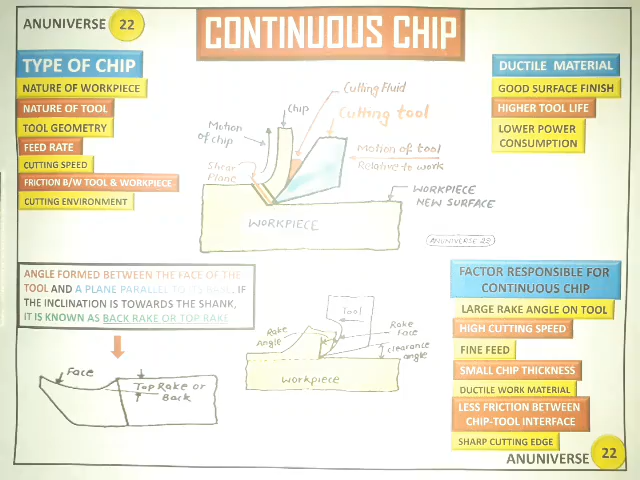 ANUNIVERSE 22
CONTINUOUS CHIP
TYPE OF CHIP
NATURE OF WORKPIECE
NATURE OF TOOL
TOOL GEOMETRY
FEED RATE
CUTTING SPEED
FRICTION B/W TOOL & WORKPIECE
CUTTING ENVIRONMENT
Cutting Fluid
Chip
Cutting tool
Motion
of chip
Motion of tool
Relative to work
Shear
Plane
WORKPIECE
NEW SURFACE
WORKPIECE
ANUNIVERSE 22
DUCTILE MATERIAL
GOOD SURFACE FINISH
HIGHER TOOL LIFE
LOWER POWER
CONSUMPTION
ANGLE FORMED BETWEEN THE FACE OF THE
TOOL AND A PLANE PARALLEL TO ITS BASE. IF
THE INCLINATION IS TOWARDS THE SHANK,
IT IS KNOWN AS BACK RAKE OR TOP RAKE
Face
Top Rake or
Back
Tool
Rake
Angle
Rake
Face
clearance
angle
workpiece
FACTOR RESPONSIBLE FOR
CONTINUOUS CHIP
LARGE RAKE ANGLE ON TOOL
HIGH CUTTING SPEED
FINE FEED
SMALL CHIP THICKNESS
DUCTILE WORK MATERIAL
LESS FRICTION BETWEEN
CHIP-TOOL INTERFACE
SHARP CUTTING EDGE
ANUNIVERSE 22